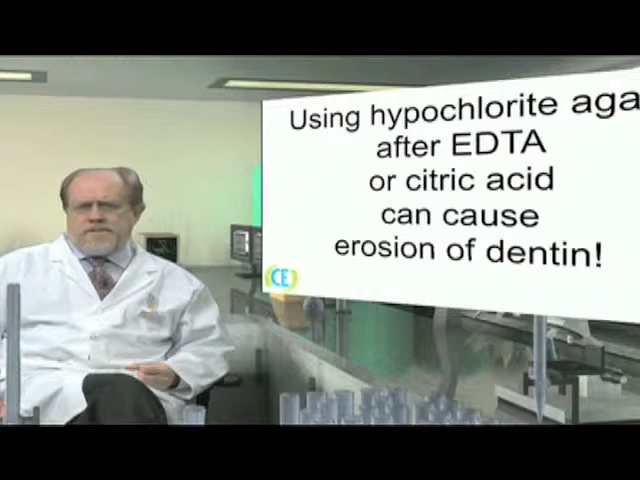 Using hypochlorite aga
after EDTA
or citric acid
can cause
erosion of dentin!
CE